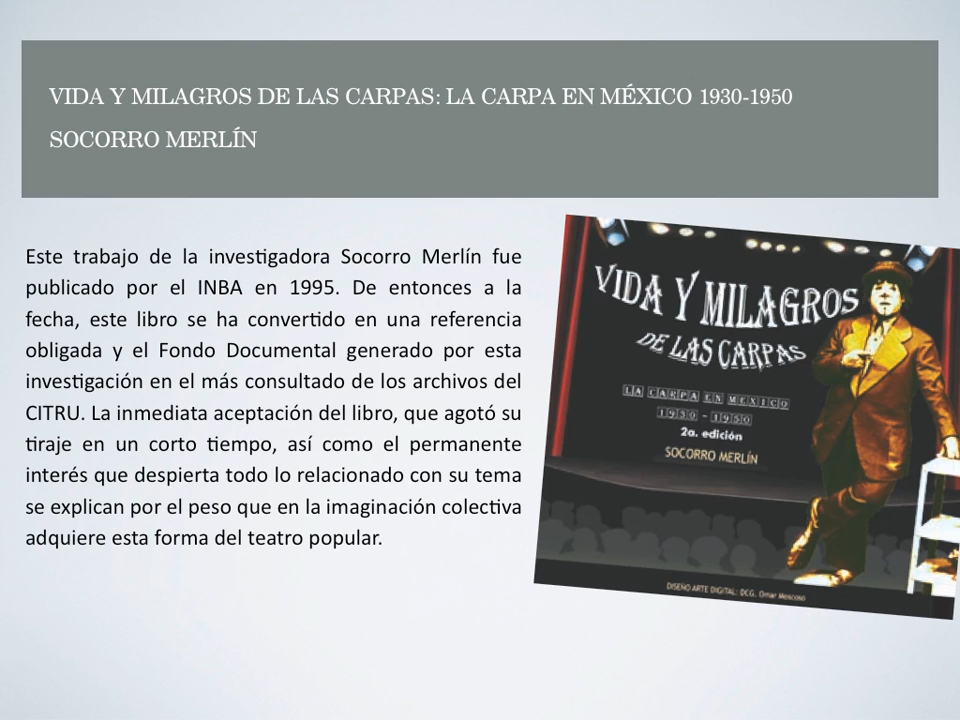 VIDA Y MILAGROS DE LAS CARPAS: LA CARPA EN MÉXICO 1930-1950
SOCORRO MERLÍN
Este trabajo de la investigadora Socorro Merlín fue
publicado por el INBA en 1995. De entonces a la
fecha, este libro se ha convertido en una referencia
obligada y el Fondo Documental generado por esta
investigación en el más consultado de los archivos del
CITRU. La inmediata aceptación del libro, que agotó su
tiraje en un corto tiempo, así como el permanente
interés que despierta todo lo relacionado con su tema
se explican por el peso que en la imaginación colectiva
adquiere esta forma del teatro popular.
VIDA Y MILAGROS
DE LAS CARPAS
LA CARPA EN MEXICO
1930 - 1950
2a. edición
SOCORRO MERLÍN
DISEÑO ARTE DIGITAL: DCG. Omar Moscoso